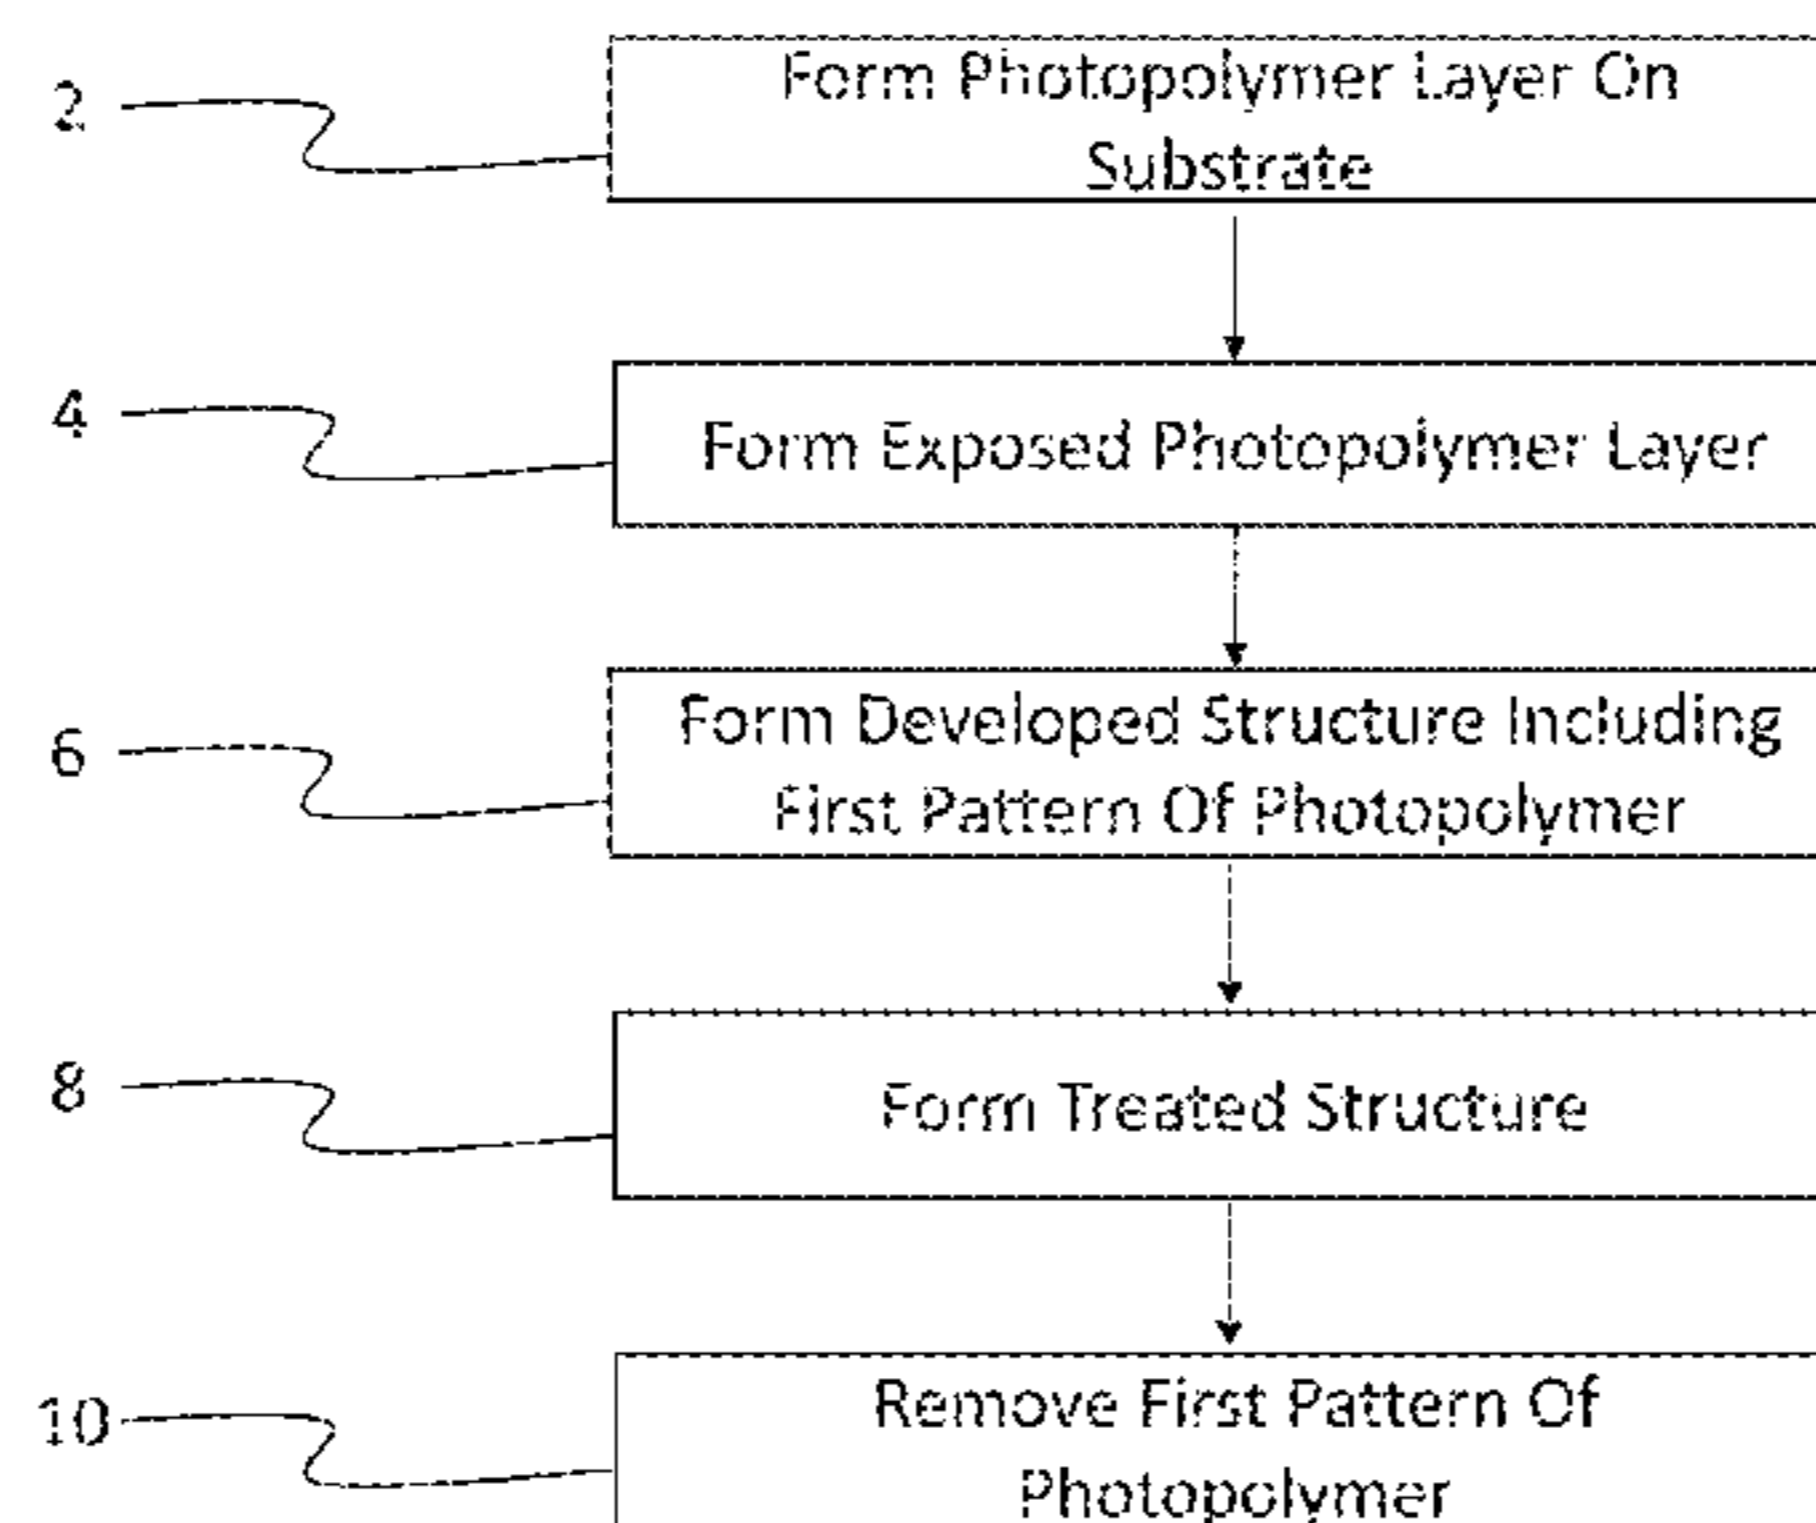 2
Form Photopolymer Layer On
Substrate
4
Form Exposed Photopolymer Layer
6
Form Developed Structure Including
First Pattern Of Photopolymer
8
Form Treated Structure
10
Remove First Pattern Of
Photopolymer